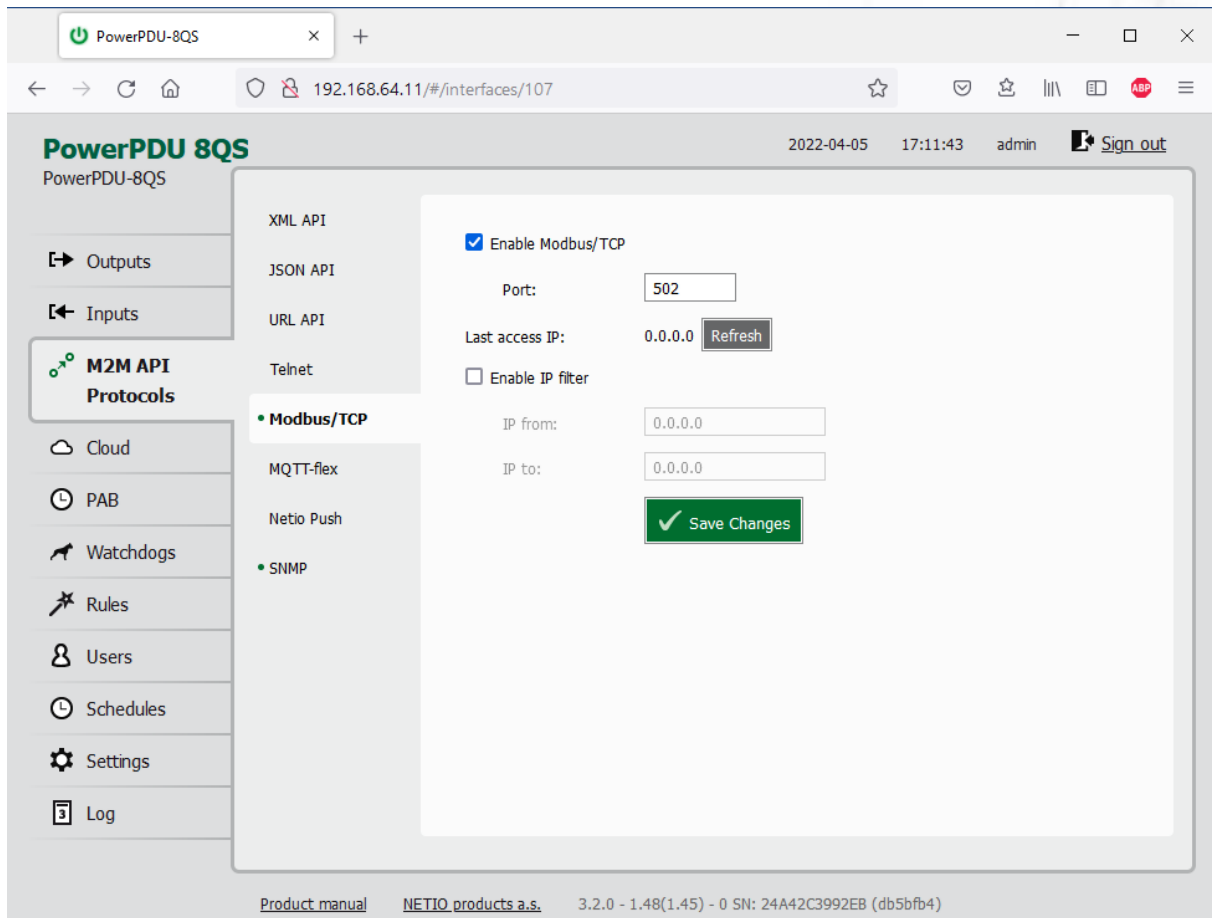 PowerPDU-8QS
192.168.64.11/#/interfaces/107
ABP
PowerPDU 8QS
PowerPDU-8QS
2022-04-05 17:11:43 admin Sign out
Outputs
Inputs
M2M API
Protocols
Cloud
PAB
Watchdogs
Rules
Users
Schedules
Settings
3 Log
XML API
JSON API
URL API
Telnet
• Modbus/TCP
MQTT-flex
Netio Push
• SNMP
Enable Modbus/TCP
Port: 502
Last access IP: 0.0.0.0 Refresh
Enable IP filter
IP from: 0.0.0.0
IP to: 0.0.0.0
Save Changes
Product manual NETIO products a.s. 3.2.0 - 1.48(1.45) - 0 SN: 24A42C3992EB (db5bfb4)